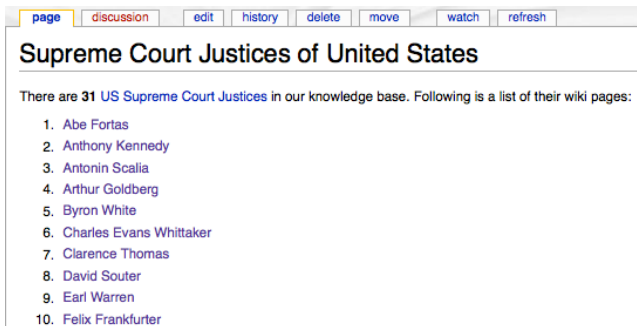 page discussion edit history delete move watch refresh
Supreme Court Justices of United States
There are 31 US Supreme Court Justices in our knowledge base. Following is a list of their wiki pages:
1. Abe Fortas
2. Anthony Kennedy
3. Antonin Scalia
4. Arthur Goldberg
5. Byron White
6. Charles Evans Whittaker
7. Clarence Thomas
8. David Souter
9. Earl Warren
10. Felix Frankfurter